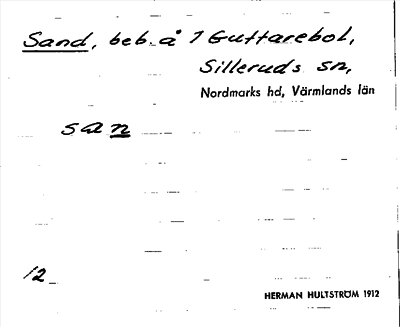 Sand, beb. å 1 Guttarebol,
Silleruds sn,
Nordmarks hd, Värmlands län
san
12
HERMAN HULTSTRÖM 1912